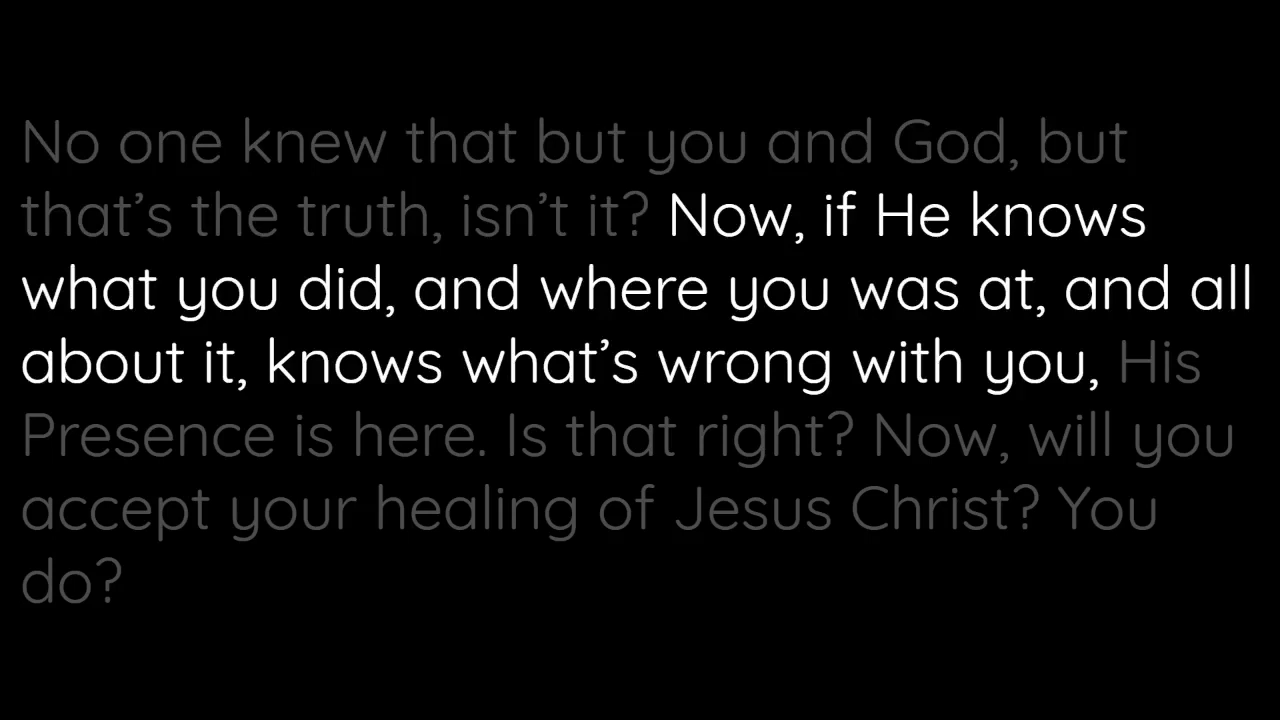 No one knew that but you and God, but
that’s the truth, isn’t it? Now, if He knows
what you did, and where you was at, and all
about it, knows what’s wrong with you, His
Presence is here. Is that right? Now, will you
accept your healing of Jesus Christ? You
do?